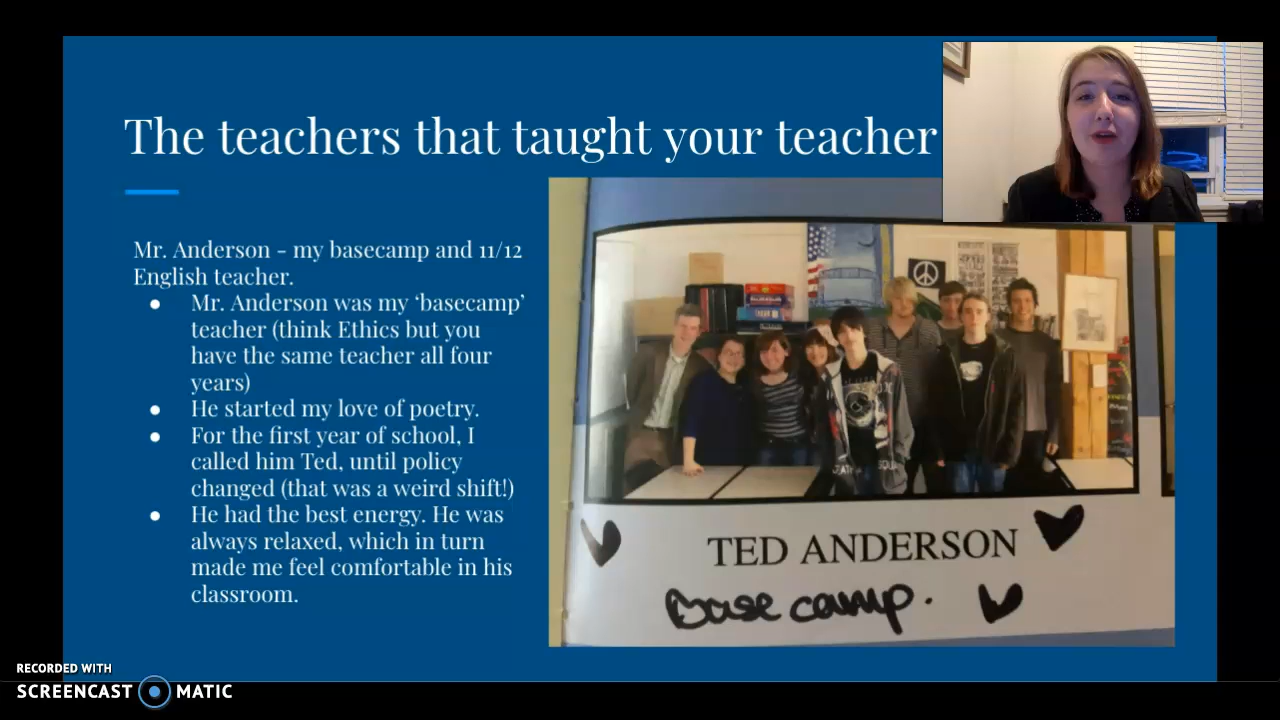 The teachers that taught your teacher
Mr. Anderson - my basecamp and 11/12
English teacher.
● Mr. Anderson was my ‘basecamp’
teacher (think Ethics but you
have the same teacher all four
years)
● He started my love of poetry.
● For the first year of school, I
called him Ted, until policy
changed (that was a weird shift!)
● He had the best energy. He was
always relaxed, which in turn
made me feel comfortable in his
classroom.
TED ANDERSON
Base camp.
RECORDED WITH
SCREENCAST MATIC